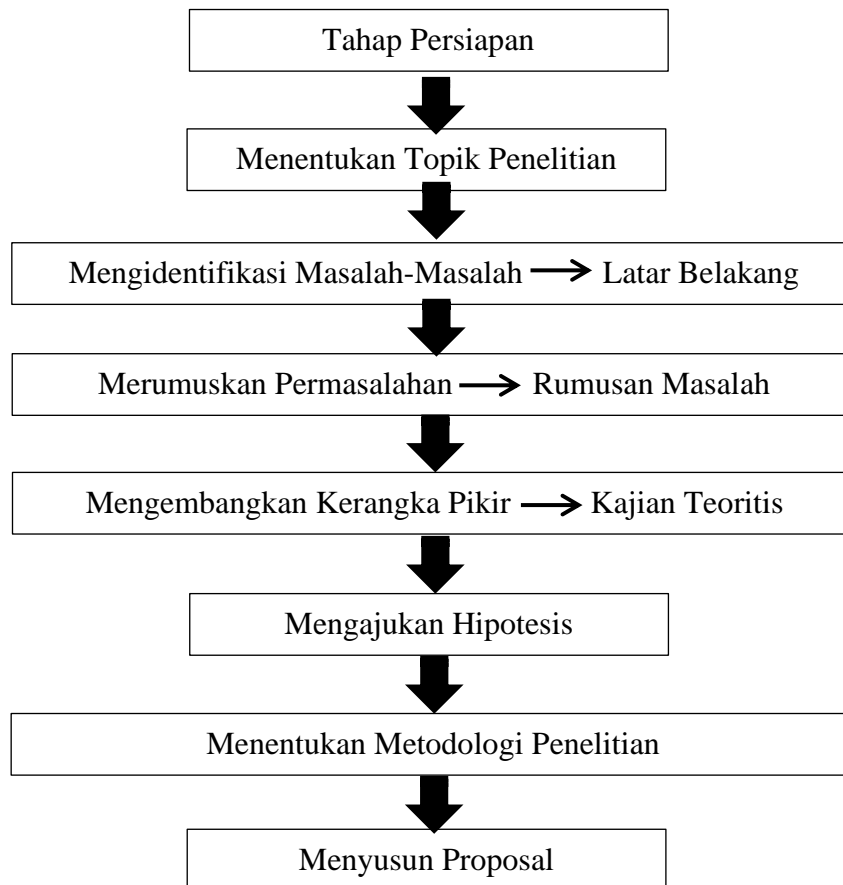 Tahap Persiapan
Menentukan Topik Penelitian
Mengidentifikasi Masalah-Masalah Latar Belakang
Merumuskan Permasalahan Rumusan Masalah
Mengembangkan Kerangka Pikir Kajian Teoritis
Mengajukan Hipotesis
Menentukan Metodologi Penelitian
Menyusun Proposal